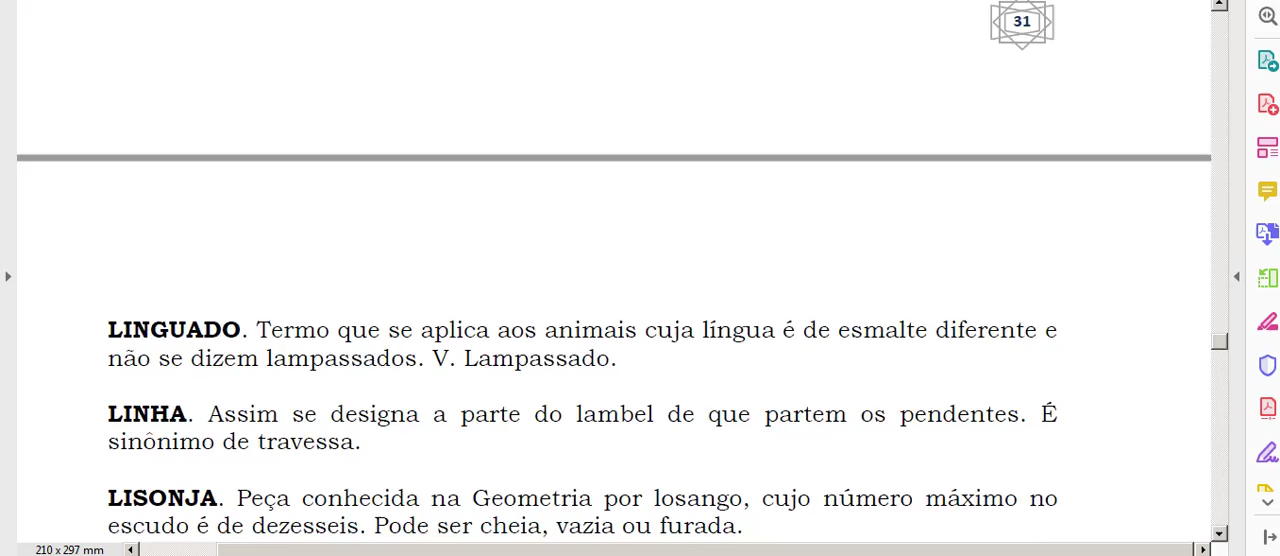 31
LINGUADO. Termo que se aplica aos animais cuja língua é de esmalte diferente e
não se dizem lampassados. V. Lampassado.
LINHA. Assim se designa a parte do lambel de que partem os pendentes. É
sinônimo de travessa.
LISONJA. Peça conhecida na Geometria por losango, cujo número máximo no
escudo é de dezesseis. Pode ser cheia, vazia ou furada.
210 x 297 mm